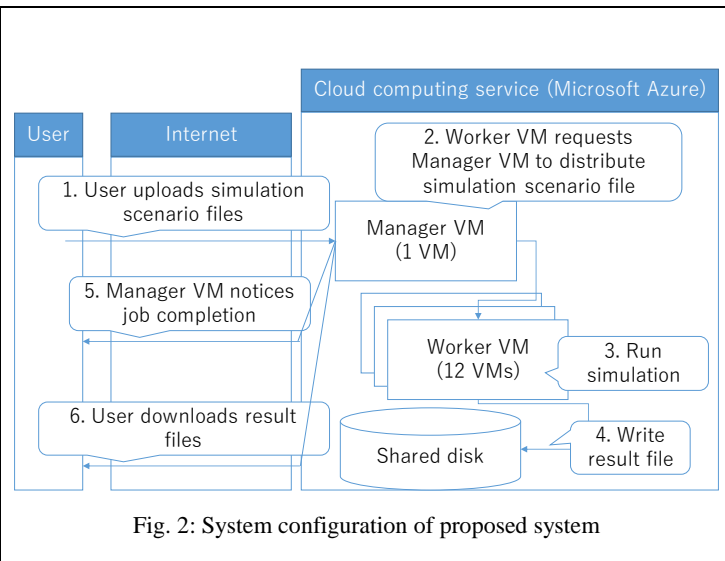 Cloud computing service (Microsoft Azure)
User
Internet
2. Worker VM requests
Manager VM to distribute
simulation scenario file
1. User uploads simulation
scenario files
Manager VM
(1 VM)
5. Manager VM notices
job completion
Worker VM
(12 VMs)
3. Run
simulation
6. User downloads result
files
4. Write
result file
Shared disk
Fig. 2: System configuration of proposed system